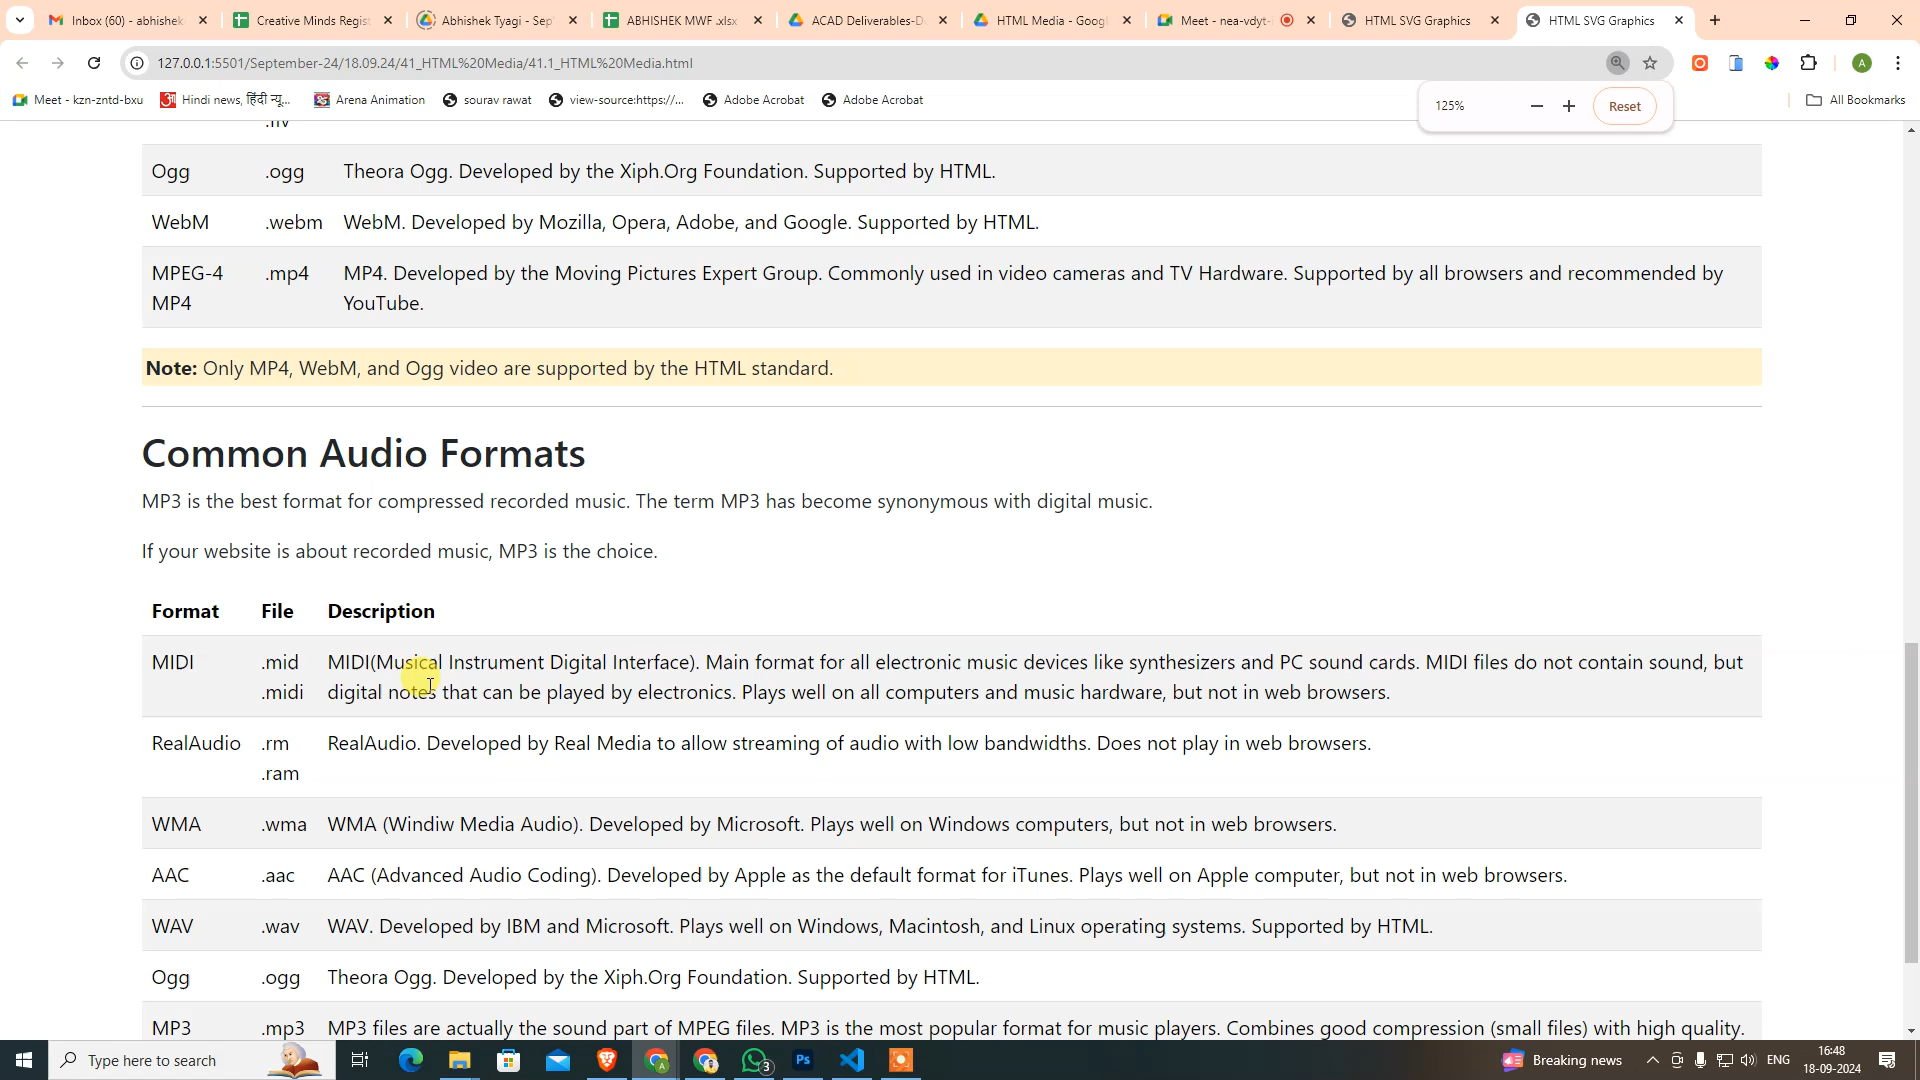 Inbox (60) - abhishek
Creative Minds Regist
Abhishek Tyagi - Sep'
ABHISHEK MWF .xlsx
ACAD Deliverables-D
HTML Media - Googl
Meet - nea-vdyt-
HTML SVG Graphics
HTML SVG Graphics
127.0.0.1:5501/September-24/18.09.24/41_HTML%20Media/41.1_HTML%20Media.html
Meet - kzn-zntd-bxu
Hindi news, हिंदी न्यू...
Arena Animation
sourav rawat
view-source:https://...
Adobe Acrobat
Adobe Acrobat
All Bookmarks
125%
Reset
Ogg .ogg Theora Ogg. Developed by the Xiph.Org Foundation. Supported by HTML.
WebM .webm WebM. Developed by Mozilla, Opera, Adobe, and Google. Supported by HTML.
MPEG-4 .mp4 MP4. Developed by the Moving Pictures Expert Group. Commonly used in video cameras and TV Hardware. Supported by all browsers and recommended by
MP4 YouTube.
Note: Only MP4, WebM, and Ogg video are supported by the HTML standard.
Common Audio Formats
MP3 is the best format for compressed recorded music. The term MP3 has become synonymous with digital music.
If your website is about recorded music, MP3 is the choice.
Format File Description
MIDI .mid MIDI(Musical Instrument Digital Interface). Main format for all electronic music devices like synthesizers and PC sound cards. MIDI files do not contain sound, but
.midi digital notes that can be played by electronics. Plays well on all computers and music hardware, but not in web browsers.
RealAudio .rm RealAudio. Developed by Real Media to allow streaming of audio with low bandwidths. Does not play in web browsers.
.ram
WMA .wma WMA (Windiw Media Audio). Developed by Microsoft. Plays well on Windows computers, but not in web browsers.
AAC .aac AAC (Advanced Audio Coding). Developed by Apple as the default format for iTunes. Plays well on Apple computer, but not in web browsers.
WAV .wav WAV. Developed by IBM and Microsoft. Plays well on Windows, Macintosh, and Linux operating systems. Supported by HTML.
Ogg .ogg Theora Ogg. Developed by the Xiph.Org Foundation. Supported by HTML.
MP3 .mp3 MP3 files are actually the sound part of MPEG files. MP3 is the most popular format for music players. Combines good compression (small files) with high quality.
Type here to search
Breaking news
ENG
16:48
18-09-2024